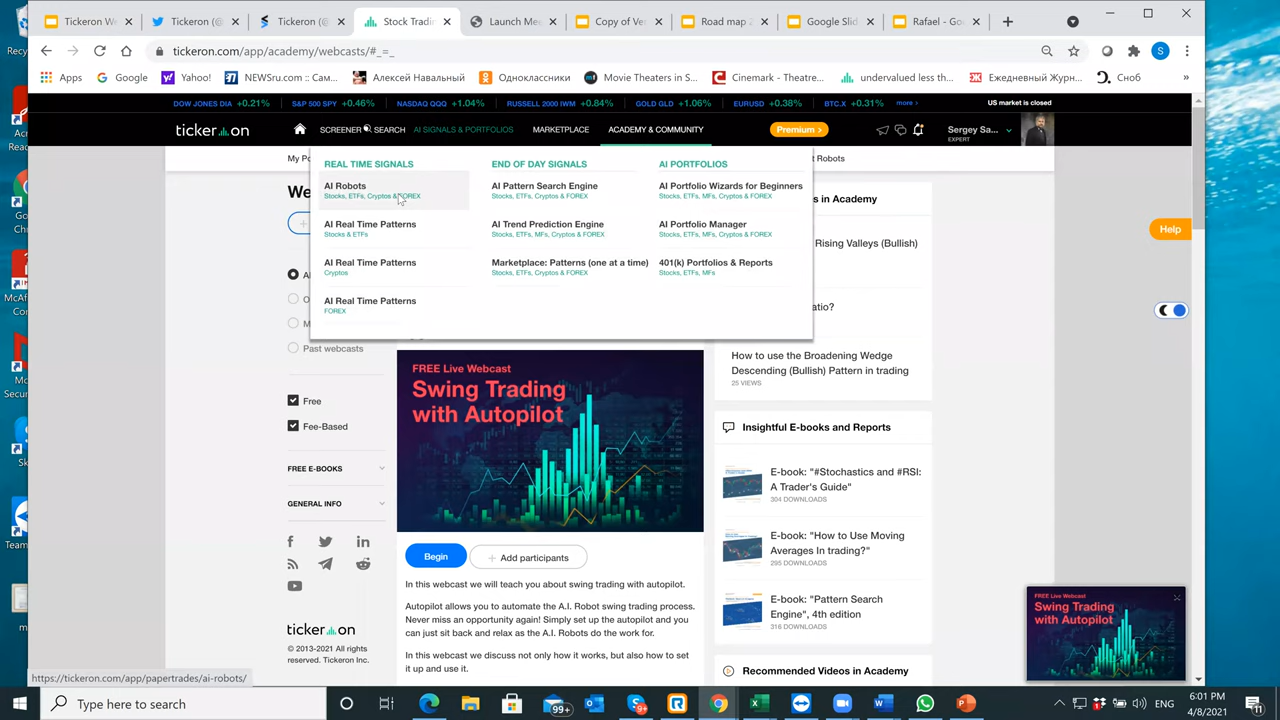 Tickeron We
Twitter @
Tickeron (@
Stock Tradi
Launch Mee
Copy of Ve
Road map
Google Slid
Rafael - Go
tickeron.com/app/academy/webcasts/#_=_
S
Apps
Google
Yahoo!
NEWSru.com :: Сам...
Алексей Навальный
Одноклассники
Movie Theaters in S...
Cinemark - Theatre...
undervalued less th...
Ежедневный Журн...
Сноб
»
DOW JONES DIA +0.21%
S&P 500 SPY +0.46%
NASDAQ QQQ +1.04%
RUSSELL 2000 IWM +0.84%
GOLD GLD +1.06%
EURUSD +0.38%
BTC.X +0.31%
more >
US market is closed
tickeron
SCREENER SEARCH
AI SIGNALS & PORTFOLIOS
MARKETPLACE
ACADEMY & COMMUNITY
Premium >
Sergey Sa...
EXPERT
My Po
ut Robots
REAL TIME SIGNALS
AI Robots
Stocks, ETFs, Cryptos & FOREX
AI Real Time Patterns
Stocks & ETFs
AI Real Time Patterns
Cryptos
AI Real Time Patterns
FOREX
END OF DAY SIGNALS
AI Pattern Search Engine
Stocks, ETFs, Cryptos & FOREX
AI Trend Prediction Engine
Stocks, ETFs, MFs, Cryptos & FOREX
Marketplace: Patterns (one at a time)
Stocks, ETFs, Cryptos & FOREX
AI PORTFOLIOS
AI Portfolio Wizards for Beginners
Stocks, ETFs, MFs, Cryptos & FOREX
AI Portfolio Manager
Stocks, ETFs, MFs, Cryptos & FOREX
401(k) Portfolios & Reports
Stocks, ETFs, MFs
We
Al
O
M
Past webcasts
Free
Fee-Based
FREE E-BOOKS
GENERAL INFO
tickeron
© 2013-2021 All rights
reserved. Tickeron Inc.
FREE Live Webcast
Swing Trading
with Autopilot
Begin
+ Add participants
In this webcast we will teach you about swing trading with autopilot.
Autopilot allows you to automate the A.I. Robot swing trading process.
Never miss an opportunity again! Simply set up the autopilot and you
can just sit back and relax as the A.I. Robots do the work for.
In this webcast we discuss not only how it works, but also how to set
it up and use it.
s in Academy
Rising Valleys (Bullish)
atio?
How to use the Broadening Wedge
Descending (Bullish) Pattern in trading
25 VIEWS
Insightful E-books and Reports
E-book: "#Stochastics and #RSI:
A Trader's Guide"
304 DOWNLOADS
E-book: "How to Use Moving
Averages In trading?"
295 DOWNLOADS
E-book: "Pattern Search
Engine", 4th edition
316 DOWNLOADS
Recommended Videos in Academy
Help
FREE Live Webcast
Swing Trading
with Autopilot
Recy
Acr
McAf
Secur
Team
https://tickeron.com/app/papertrades/ai-robots/
Type here to search
99+
9+
ENG
6:01 PM
4/8/2021
11